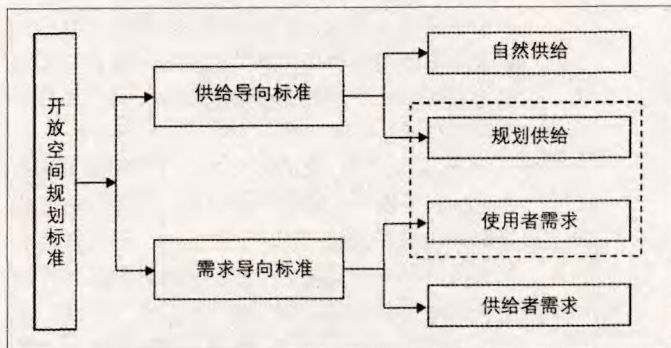 开放空间规划标准
供给导向标准
需求导向标准
自然供给
规划供给
使用者需求
供给者需求